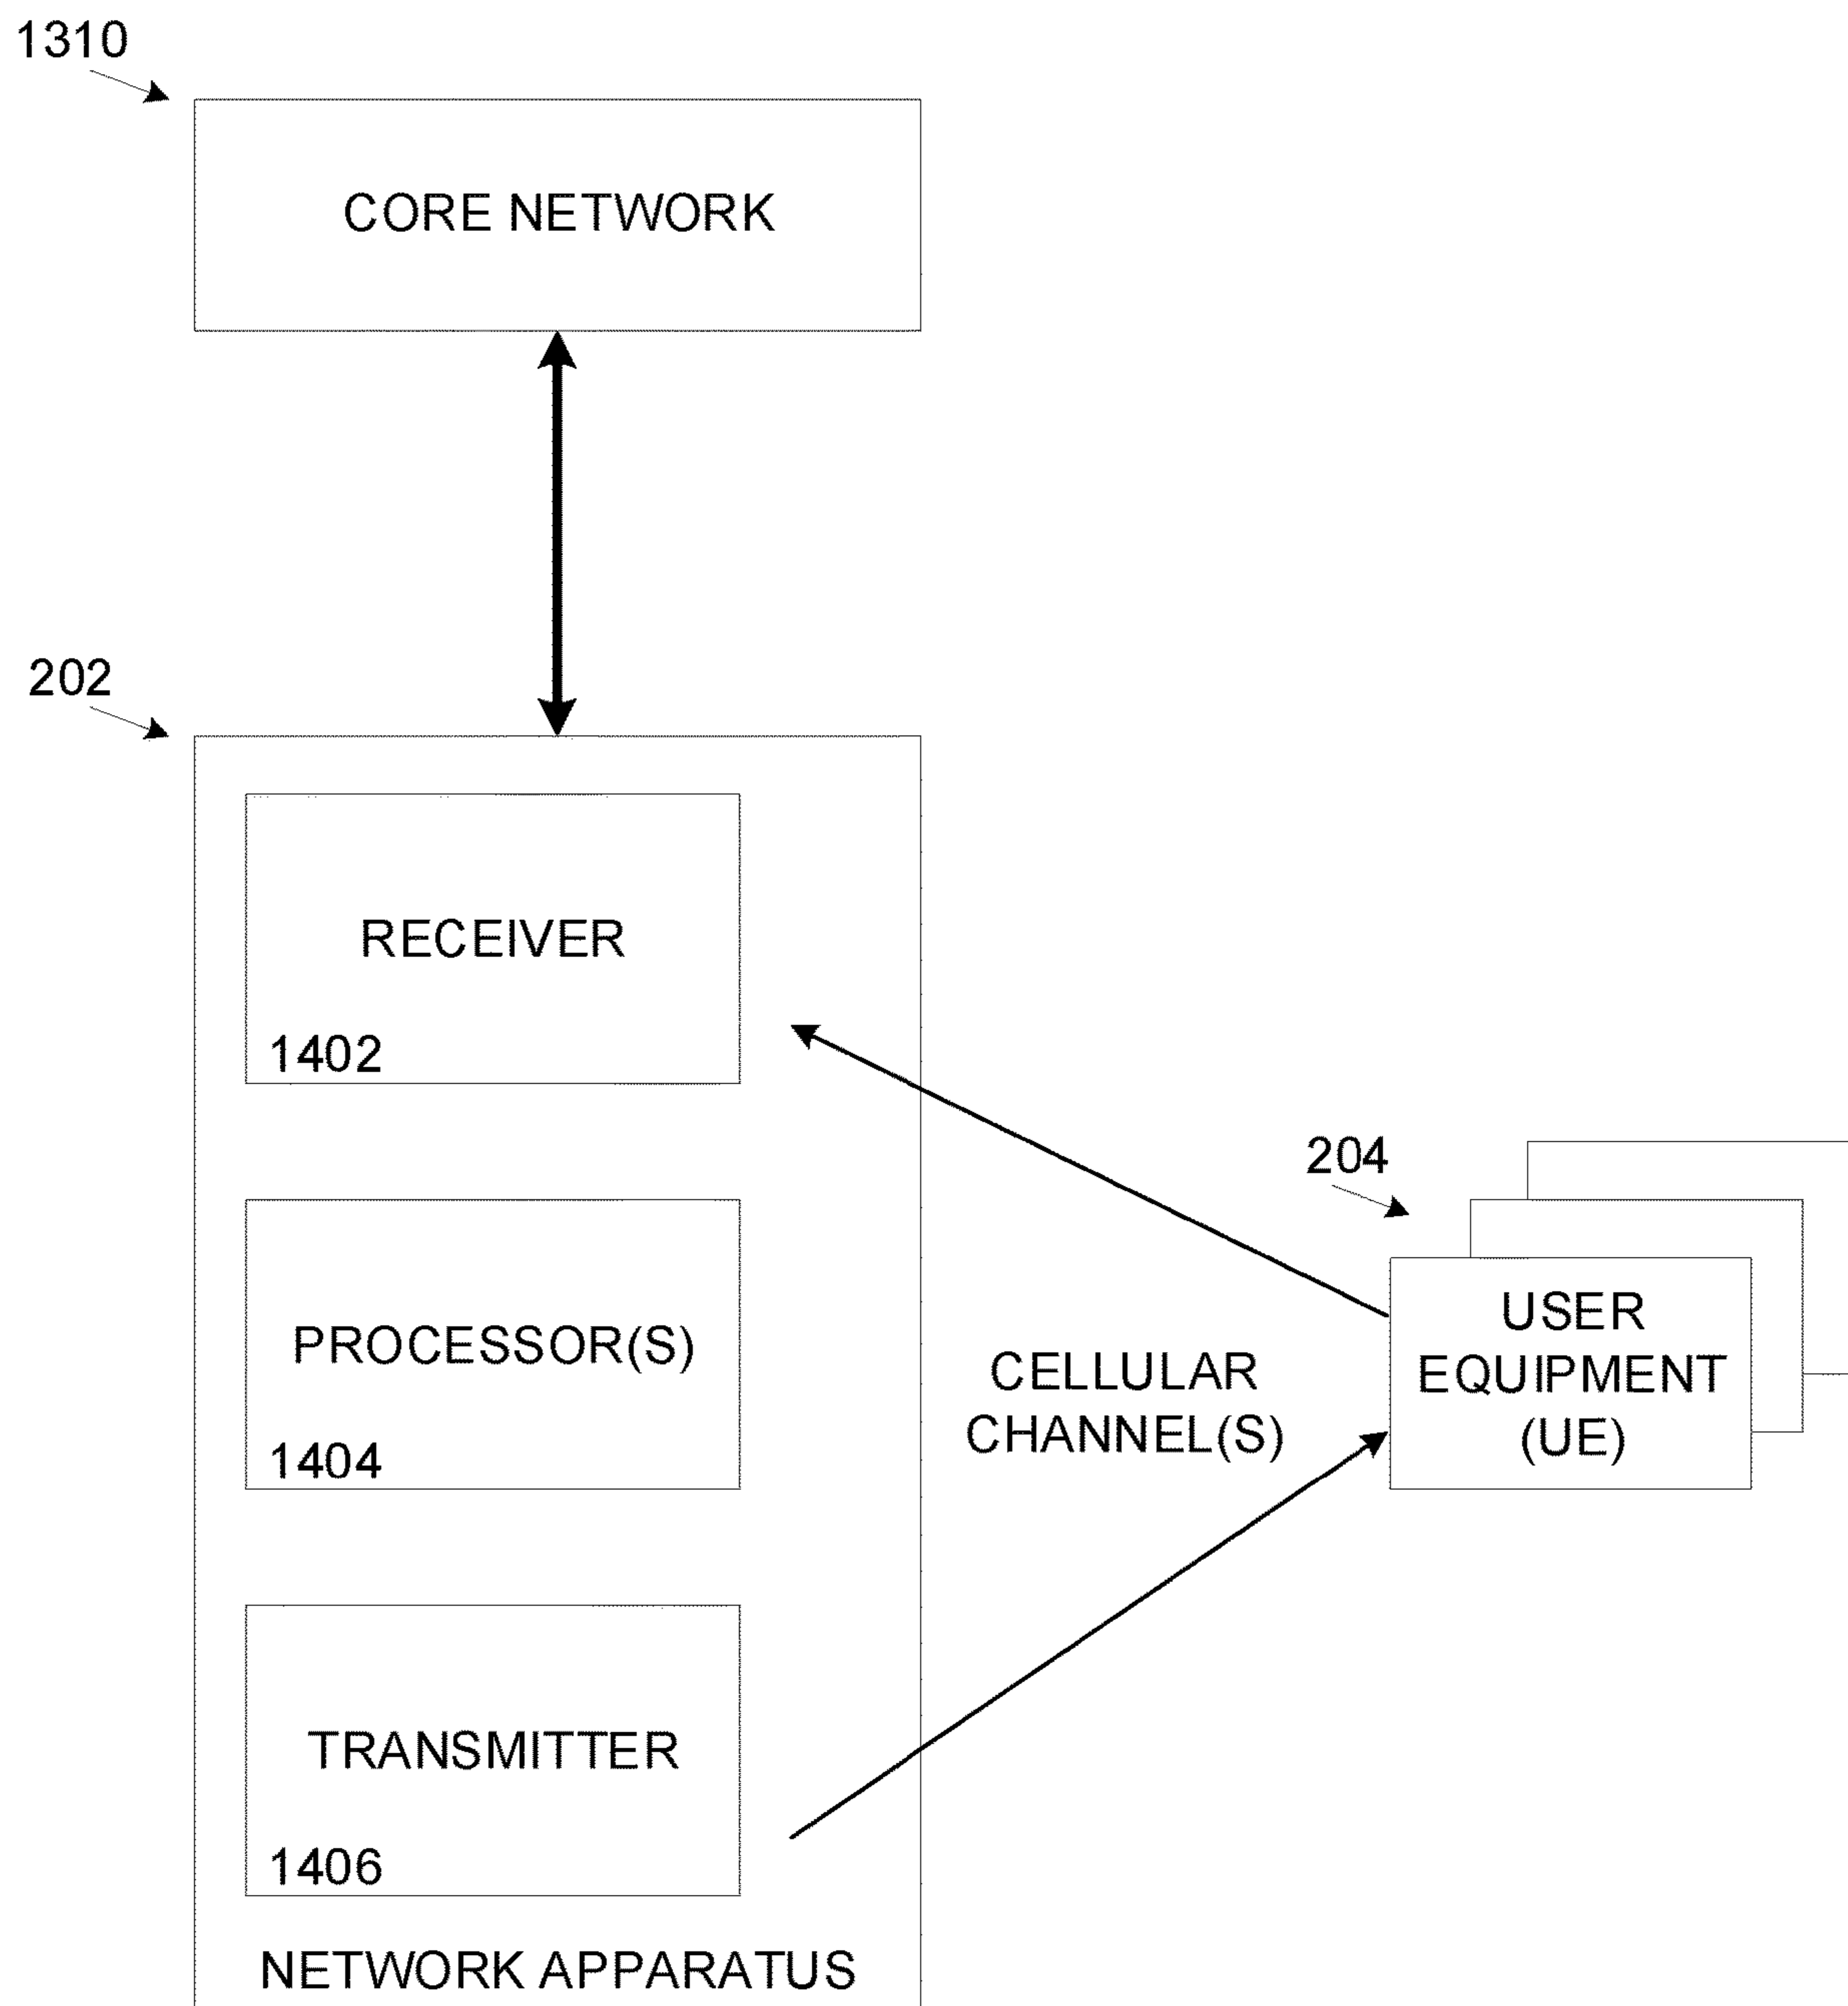 1310
CORE NETWORK
202
RECEIVER
1402
204
PROCESSOR(S)
1404
CELLULAR
CHANNEL(S)
USER
EQUIPMENT
(UE)
TRANSMITTER
1406
NETWORK APPARATUS